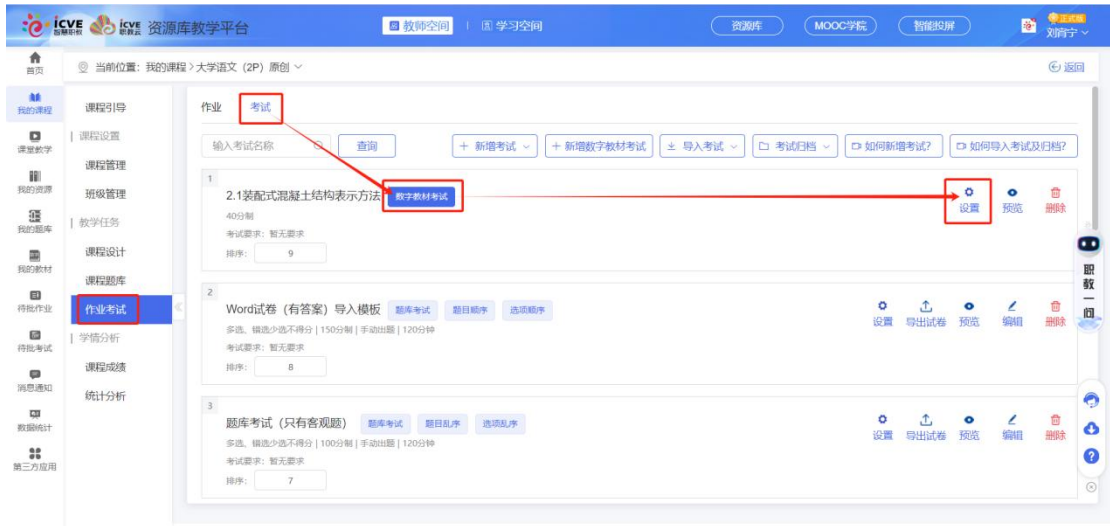 icve 智慧职教 icve 职教云 资源库教学平台 教师空间 学习空间 资源库 MOOC学院 智能投屏 正式版 刘肖宁
首页
当前位置：我的课程 > 大学语文（2P）原创
返回
我的课程
课堂教学
我的资源
我的题库
我的教材
待批作业
待批考试
消息通知
数据统计
第三方应用
课程引导
课程设置
课程管理
班级管理
教学任务
课程设计
课程题库
作业考试
学情分析
课程成绩
统计分析
作业 考试
输入考试名称 查询 + 新增考试 + 新增数字教材考试 导入考试 考试归档 如何新增考试? 如何导入考试及归档?
1
2.1装配式混凝土结构表示方法 数字教材考试 设置 预览 删除
40分制
考试要求：暂无要求
排序： 9
2
Word试卷（有答案）导入模板 题库考试 题目顺序 选项顺序 设置 导出试卷 预览 编辑 删除
多选、错选少选不得分 | 150分制 | 手动出题 | 120分钟
考试要求：暂无要求
排序： 8
3
题库考试（只有客观题） 题库考试 题目乱序 选项乱序 设置 导出试卷 预览 编辑 删除
多选、错选少选不得分 | 100分制 | 手动出题 | 120分钟
考试要求：暂无要求
排序： 7
职教一问